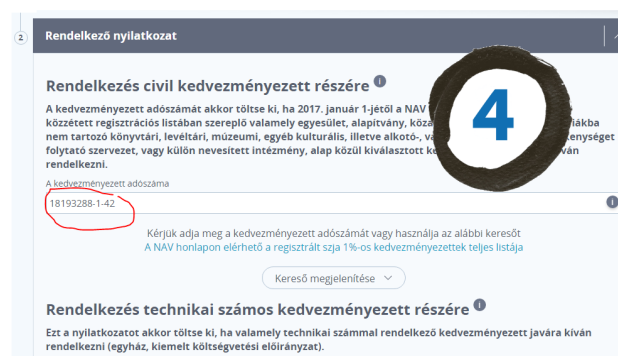 2
Rendelkező nyilatkozat
Rendelkezés civil kedvezményezett részére i
A kedvezményezett adószámát akkor töltse ki, ha 2017. január 1-jétől a NAV
közzétett regisztrációs listában szereplő valamely egyesület, alapítvány, köza
nem tartozó könyvtári, levéltári, múzeumi, egyéb kulturális, illetve alkotó-, enységet
folytató szervezet, vagy külön nevesített intézmény, alap közül kiválasztott ván
rendelkezni.
4
A kedvezményezett adószáma
18193288-1-42 i
Kérjük adja meg a kedvezményezett adószámát vagy használja az alábbi keresőt
A NAV honlapon elérhető a regisztrált szja 1%-os kedvezményezettek teljes listája
Kereső megjelenítése
Rendelkezés technikai számos kedvezményezett részére i
Ezt a nyilatkozatot akkor töltse ki, ha valamely technikai számmal rendelkező kedvezményezett javára kíván
rendelkezni (egyház, kiemelt költségvetési előirányzat).